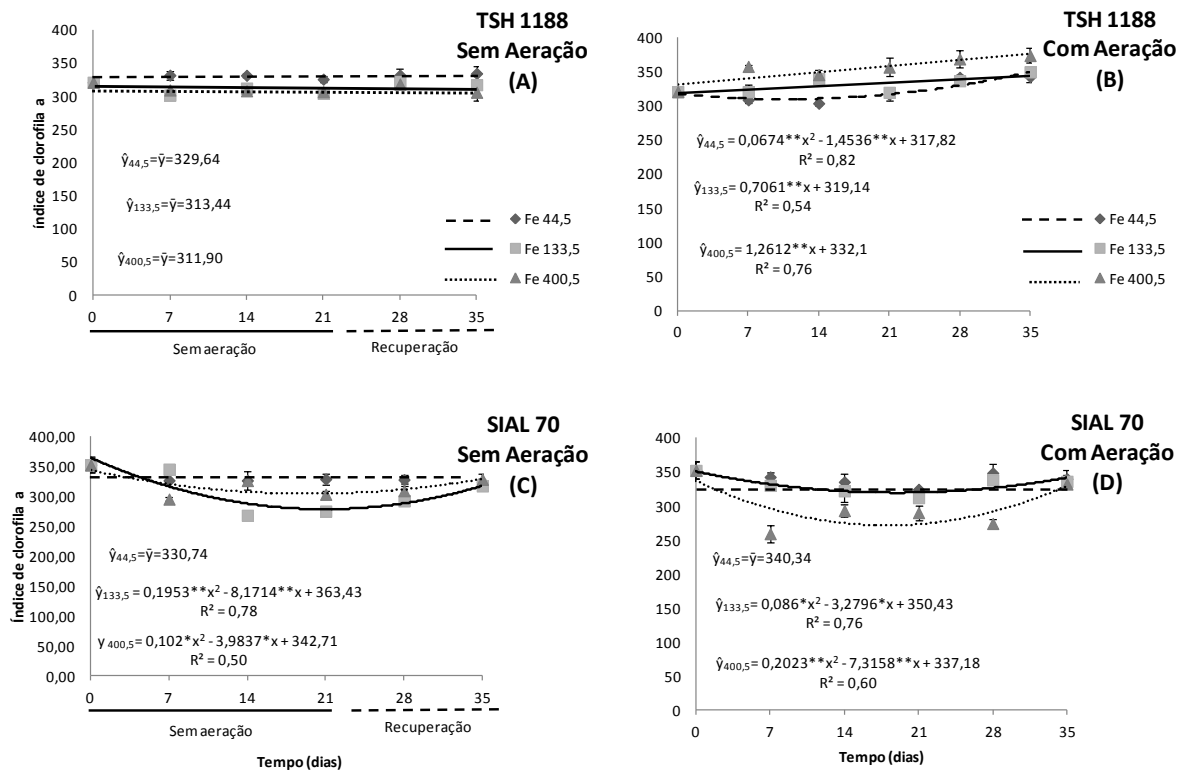 TSH 1188
Sem Aeração
(A)
índice de clorofila a
400
350
300
250
200
150
100
50
0
ŷ44,5=ȳ=329,64
ŷ133,5=ȳ=313,44
ŷ400,5=ȳ=311,90
Fe 44,5
Fe 133,5
Fe 400,5
0 7 14 21 28 35
Sem aeração
Recuperação
TSH 1188
Com Aeração
(B)
400
350
300
250
200
150
100
50
0
ŷ44,5 = 0,0674**x² - 1,4536**x + 317,82
R² = 0,82
ŷ133,5 = 0,7061**x + 319,14
R² = 0,54
ŷ400,5 = 1,2612**x + 332,1
R² = 0,76
Fe 44,5
Fe 133,5
Fe 400,5
0 7 14 21 28 35
SIAL 70
Sem Aeração
(C)
Índice de clorofila a
400,00
350,00
300,00
250,00
200,00
150,00
100,00
50,00
0,00
ŷ44,5=ȳ=330,74
ŷ133,5 = 0,1953**x² - 8,1714**x + 363,43
R² = 0,78
y 400,5 = 0,102*x² - 3,9837*x + 342,71
R² = 0,50
0 7 14 21 28 35
Sem aeração
Recuperação
Tempo (dias)
SIAL 70
Com Aeração
(D)
400
350
300
250
200
150
100
50
0
ŷ44,5=ȳ=340,34
ŷ133,5 = 0,086*x² - 3,2796*x + 350,43
R² = 0,76
ŷ400,5 = 0,2023**x² - 7,3158**x + 337,18
R² = 0,60
0 7 14 21 28 35
Tempo (dias)